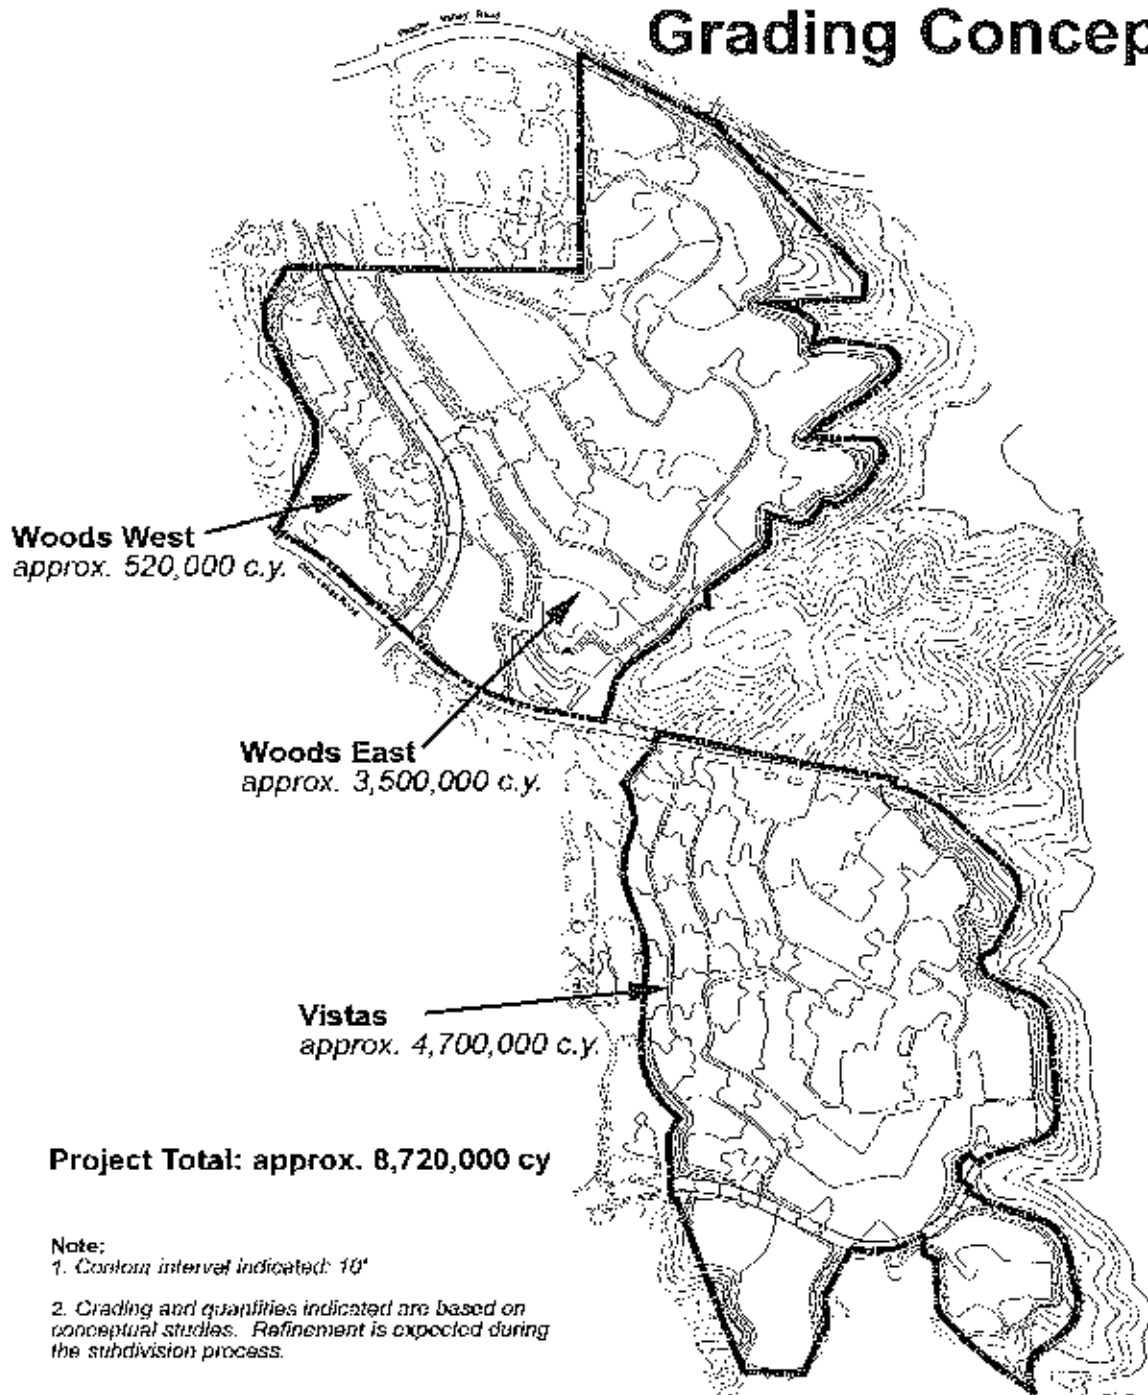 Grading Concep
Valley Road
Woods West
approx. 520,000 c.y.
Woods East
approx. 3,500,000 c.y.
Vistas
approx. 4,700,000 c.y.
Project Total: approx. 8,720,000 cy
Note:
1. Contour interval indicated: 10'
2. Grading and quantities indicated are based on
conceptual studies. Refinement is expected during
the subdivision process.